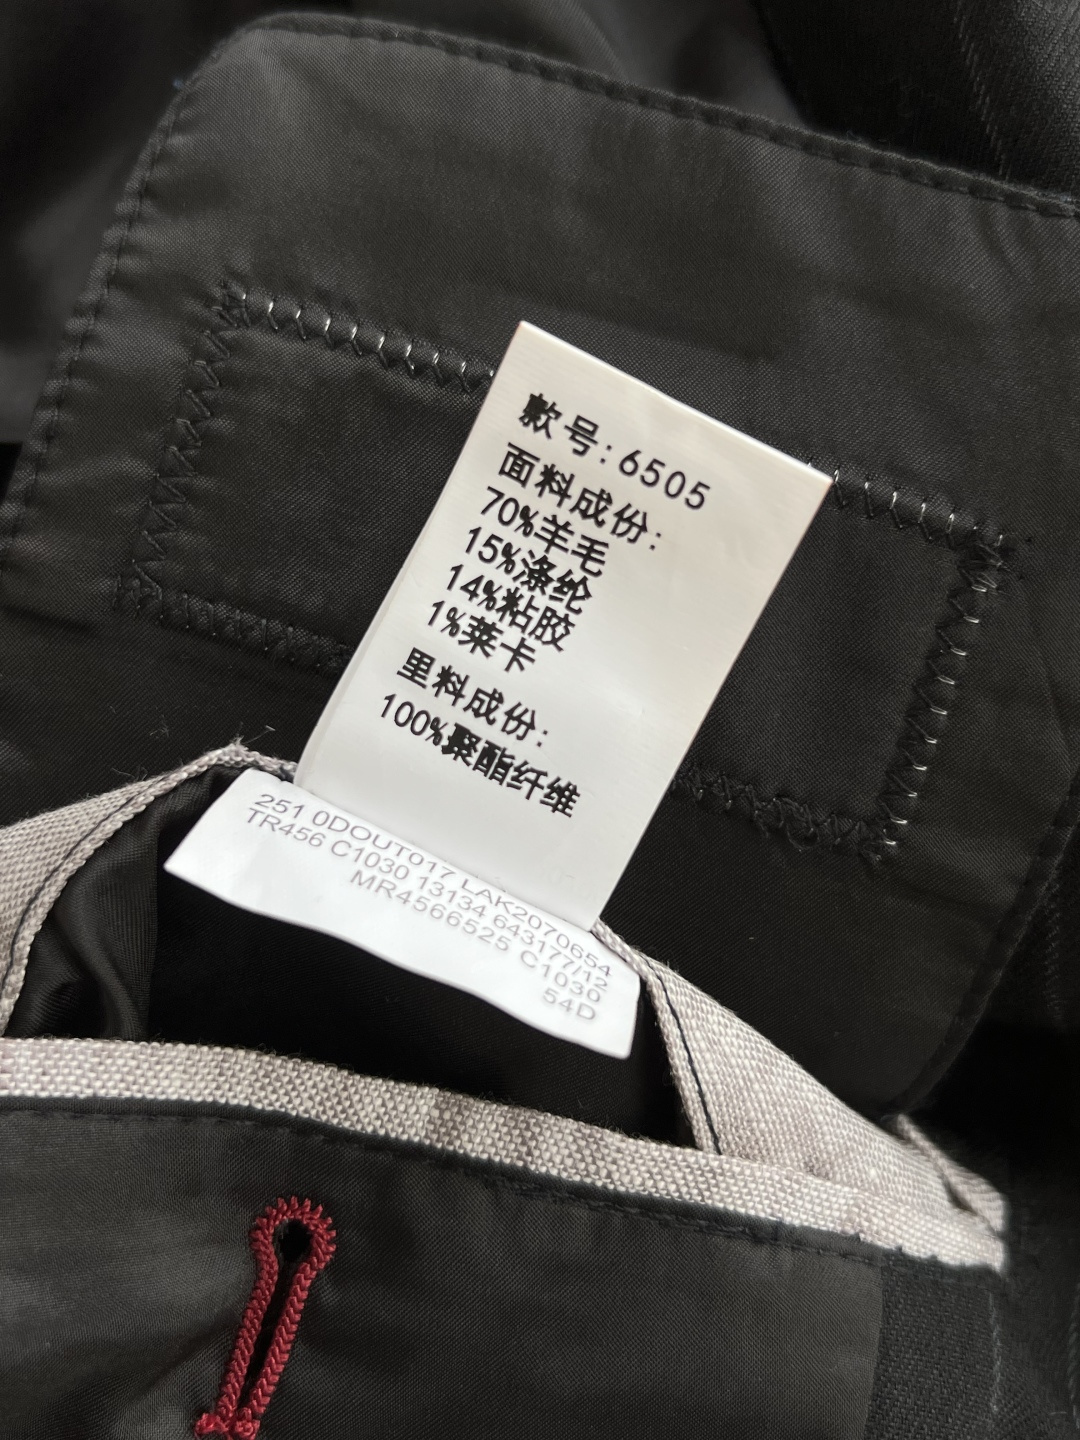 款号:6505
面料成份:
70%羊毛
15%涤纶
14%粘胶
1%莱卡
里料成份:
100%聚酯纤维
251 0DOUT017 LAK2070654
TR456 C1030 13134 643177/12
MR4566525 C1030
54D